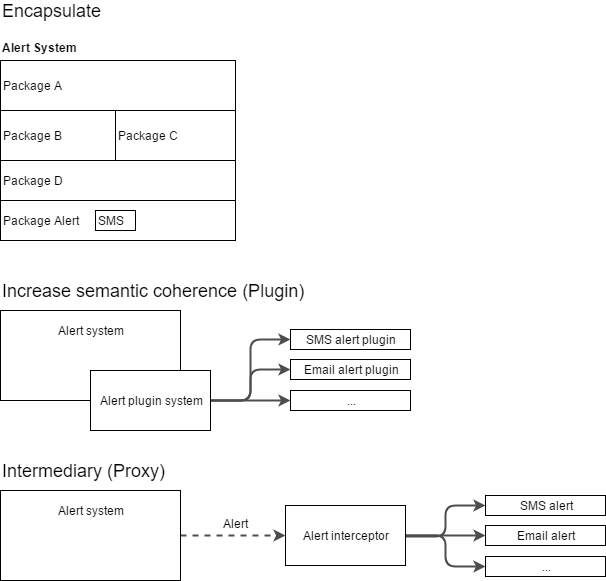 Encapsulate
Alert System
Package A
Package B
Package C
Package D
Package Alert
SMS
Increase semantic coherence (Plugin)
Alert system
SMS alert plugin
Email alert plugin
Alert plugin system
...
Intermediary (Proxy)
Alert system
SMS alert
Alert
Alert interceptor
Email alert
...